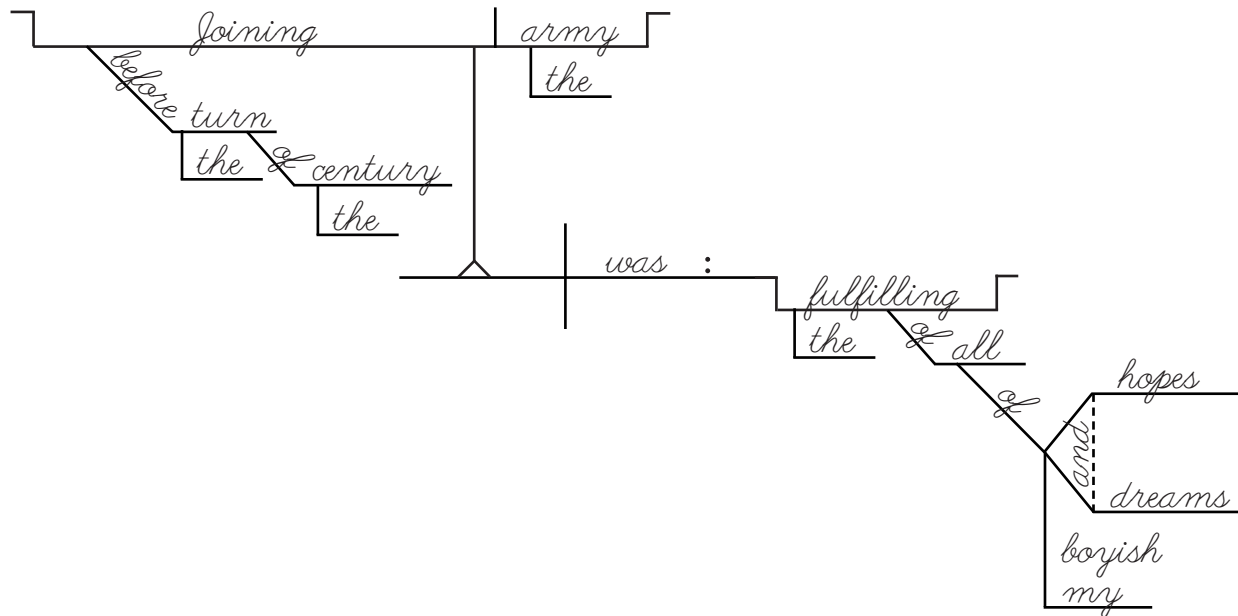 Joining army
before the
turn
the of century
the
was :
fulfilling
the of all
of hopes
and
dreams
boyish
my